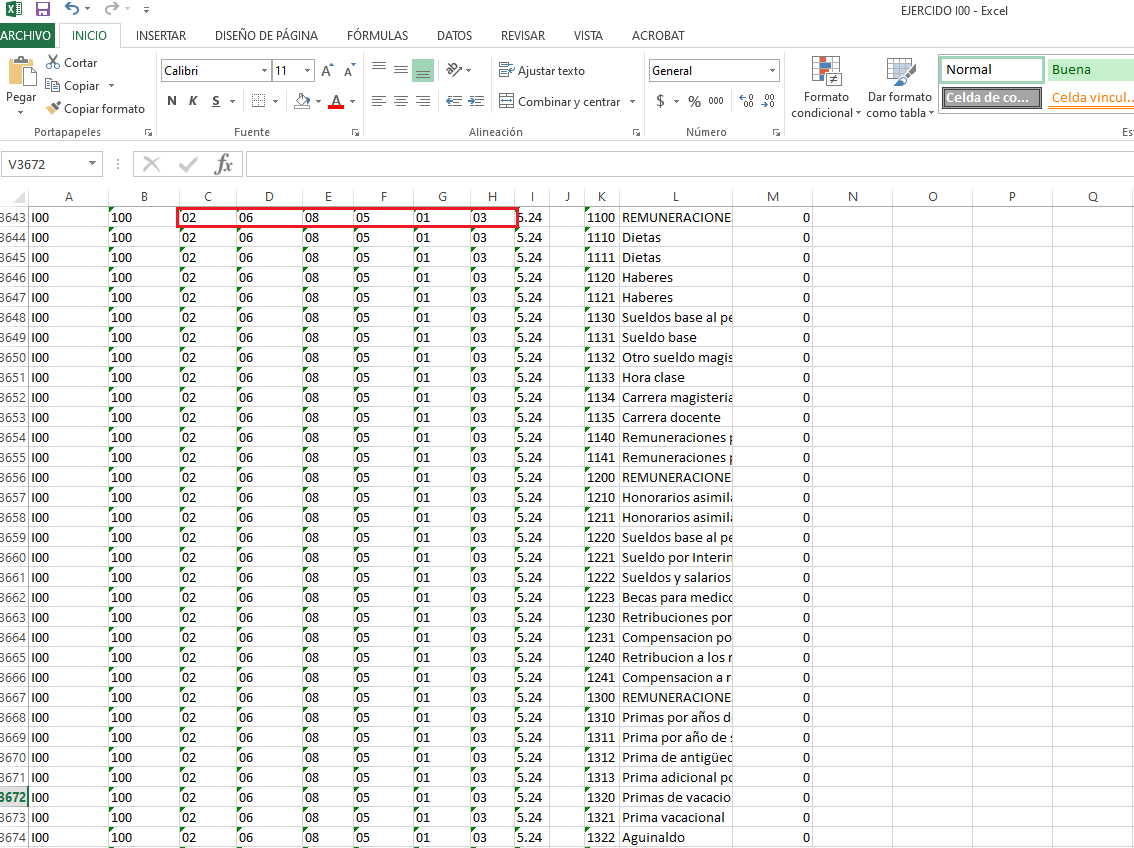 EJERCIDO I00 - Excel
ARCHIVO INICIO INSERTAR DISEÑO DE PÁGINA FÓRMULAS DATOS REVISAR VISTA ACROBAT
Pegar
Cortar
Copiar
Copiar formato
Portapapeles
Calibri 11
N K S
Fuente
Ajustar texto
Combinar y centrar
Alineación
General
$ % 000
Número
Formato condicional
Dar formato como tabla
Normal Buena
Celda de co... Celda vincul...
Es
V3672
A B C D E F G H I J K L M N O P Q
3643 I00 100 02 06 08 05 01 03 5.24 1100 REMUNERACIONE 0
3644 I00 100 02 06 08 05 01 03 5.24 1110 Dietas 0
3645 I00 100 02 06 08 05 01 03 5.24 1111 Dietas 0
3646 I00 100 02 06 08 05 01 03 5.24 1120 Haberes 0
3647 I00 100 02 06 08 05 01 03 5.24 1121 Haberes 0
3648 I00 100 02 06 08 05 01 03 5.24 1130 Sueldos base al pe 0
3649 I00 100 02 06 08 05 01 03 5.24 1131 Sueldo base 0
3650 I00 100 02 06 08 05 01 03 5.24 1132 Otro sueldo magis 0
3651 I00 100 02 06 08 05 01 03 5.24 1133 Hora clase 0
3652 I00 100 02 06 08 05 01 03 5.24 1134 Carrera magisteria 0
3653 I00 100 02 06 08 05 01 03 5.24 1135 Carrera docente 0
3654 I00 100 02 06 08 05 01 03 5.24 1140 Remuneraciones p 0
3655 I00 100 02 06 08 05 01 03 5.24 1141 Remuneraciones p 0
3656 I00 100 02 06 08 05 01 03 5.24 1200 REMUNERACIONE 0
3657 I00 100 02 06 08 05 01 03 5.24 1210 Honorarios asimila 0
3658 I00 100 02 06 08 05 01 03 5.24 1211 Honorarios asimila 0
3659 I00 100 02 06 08 05 01 03 5.24 1220 Sueldos base al pe 0
3660 I00 100 02 06 08 05 01 03 5.24 1221 Sueldo por Interin 0
3661 I00 100 02 06 08 05 01 03 5.24 1222 Sueldos y salarios 0
3662 I00 100 02 06 08 05 01 03 5.24 1223 Becas para medico 0
3663 I00 100 02 06 08 05 01 03 5.24 1230 Retribuciones por 0
3664 I00 100 02 06 08 05 01 03 5.24 1231 Compensacion po 0
3665 I00 100 02 06 08 05 01 03 5.24 1240 Retribucion a los r 0
3666 I00 100 02 06 08 05 01 03 5.24 1241 Compensacion a r 0
3667 I00 100 02 06 08 05 01 03 5.24 1300 REMUNERACIONE 0
3668 I00 100 02 06 08 05 01 03 5.24 1310 Primas por años d 0
3669 I00 100 02 06 08 05 01 03 5.24 1311 Prima por año de s 0
3670 I00 100 02 06 08 05 01 03 5.24 1312 Prima de antigüed 0
3671 I00 100 02 06 08 05 01 03 5.24 1313 Prima adicional po 0
3672 I00 100 02 06 08 05 01 03 5.24 1320 Primas de vacacio 0
3673 I00 100 02 06 08 05 01 03 5.24 1321 Prima vacacional 0
3674 I00 100 02 06 08 05 01 03 5.24 1322 Aguinaldo 0